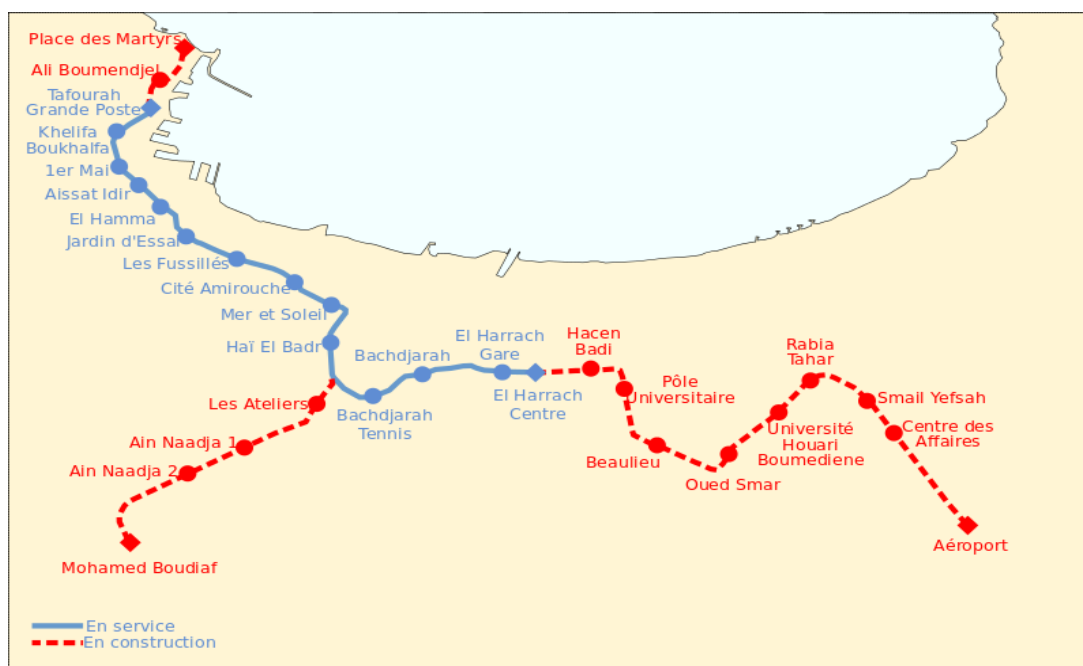 Place des Martyrs
Ali Boumendjel
Tafourah
Grande Poste
Khelifa
Boukhalfa
1er Mai
Aissat Idir
El Hamma
Jardin d'Essai
Les Fussillés
Cité Amirouche
Mer et Soleil
Haï El Badr
Bachdjarah
Tennis
Bachdjarah
El Harrach
Gare
El Harrach
Centre
Hacen
Badi
Pôle
Universitaire
Beaulieu
Oued Smar
Université
Houari
Boumediene
Rabia
Tahar
Smail Yefsah
Centre des
Affaires
Aéroport
Les Ateliers
Ain Naadja 1
Ain Naadja 2
Mohamed Boudiaf
En service
En construction